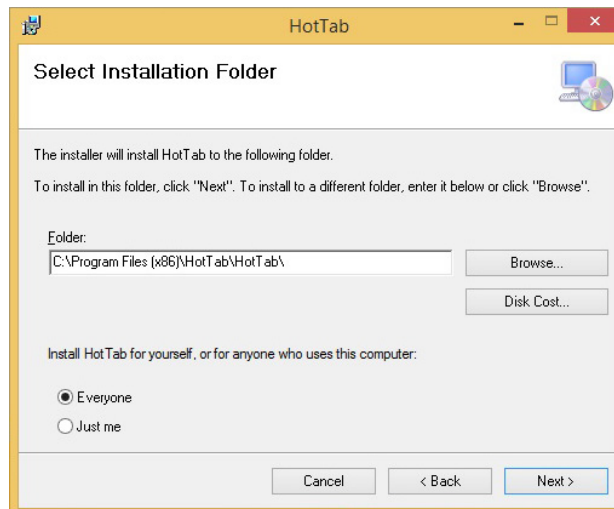 HotTab
Select Installation Folder
The installer will install HotTab to the following folder.
To install in this folder, click "Next". To install to a different folder, enter it below or click "Browse".
Folder:
C:\Program Files (x86)\HotTab\HotTab\
Browse...
Disk Cost...
Install HotTab for yourself, or for anyone who uses this computer:
Everyone
Just me
Cancel
< Back
Next >